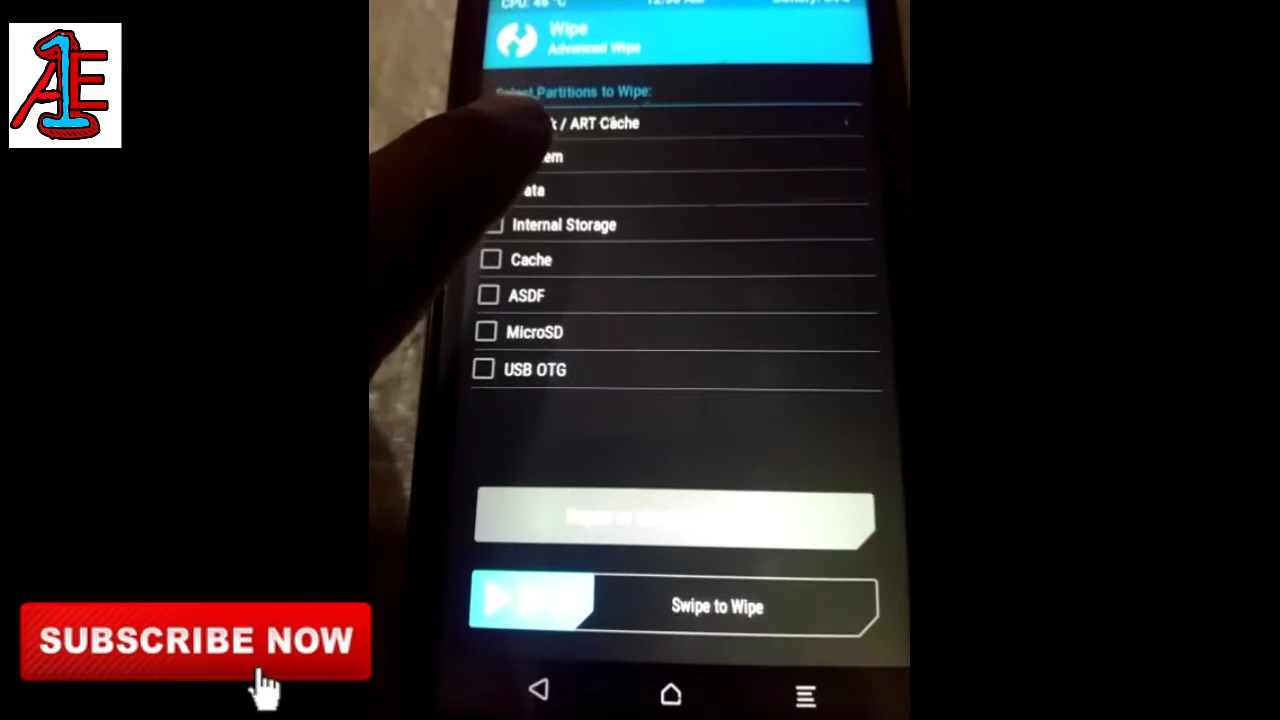 A1E
CPU: 46 °C
Wipe
Advanced Wipe
Select Partitions to Wipe:
k / ART Cache
em
ata
Internal Storage
Cache
ASDF
MicroSD
USB OTG
Swipe to Wipe
SUBSCRIBE NOW